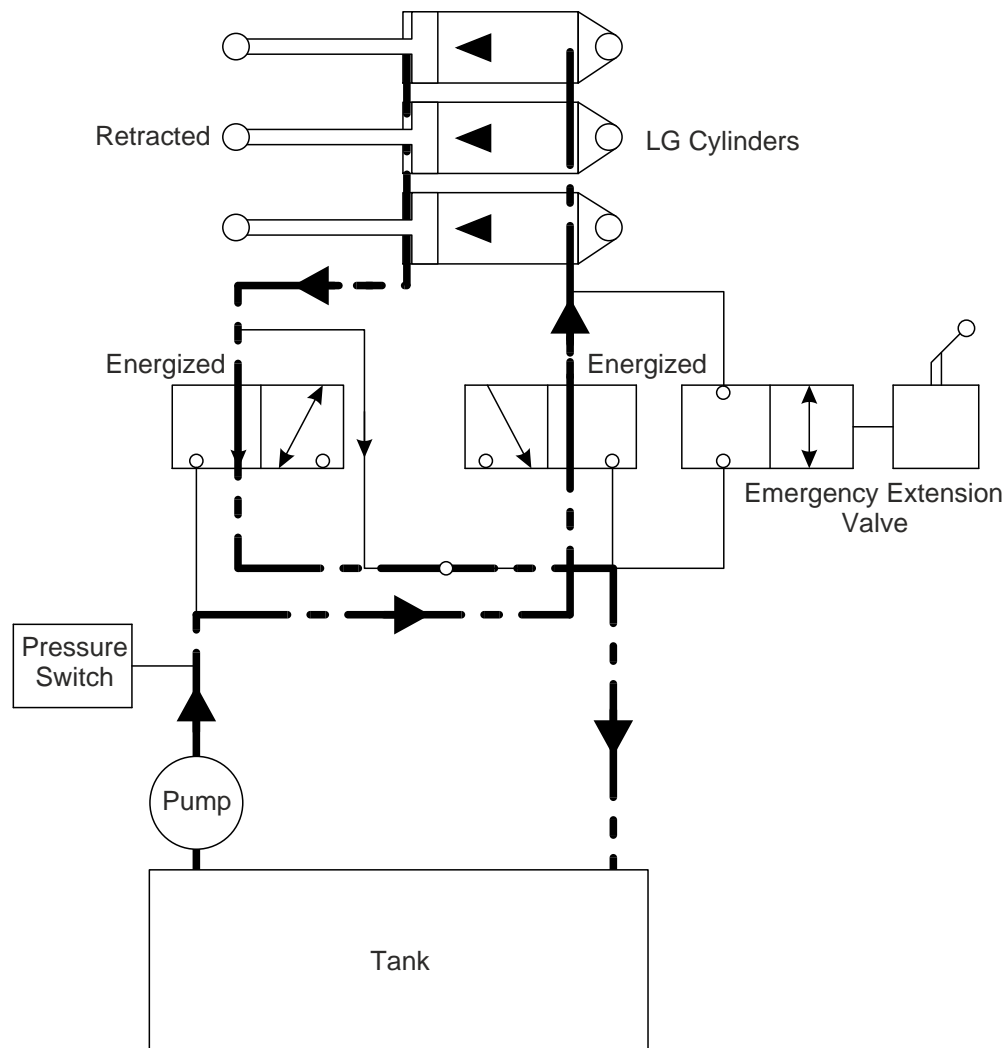 Retracted
LG Cylinders
Energized
Energized
Emergency Extension
Valve
Pressure
Switch
Pump
Tank